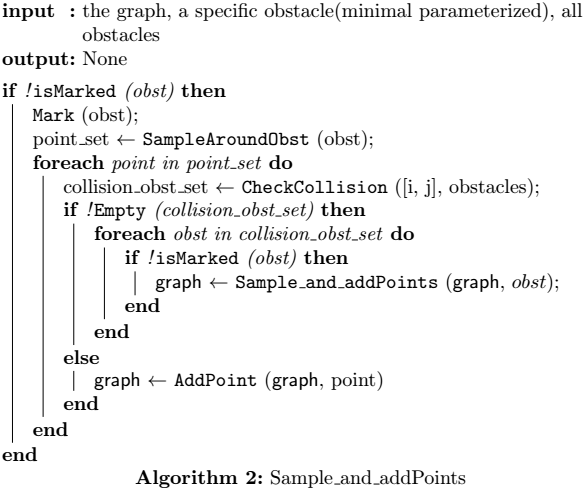 input : the graph, a specific obstacle(minimal parameterized), all
obstacles
output: None
if !isMarked (obst) then
Mark (obst);
point_set ← SampleAroundObst (obst);
foreach point in point_set do
collision_obst_set ← CheckCollision ([i, j], obstacles);
if !Empty (collision_obst_set) then
foreach obst in collision_obst_set do
if !isMarked (obst) then
graph ← Sample_and_addPoints (graph, obst);
end
end
else
graph ← AddPoint (graph, point)
end
end
end
Algorithm 2: Sample_and_addPoints